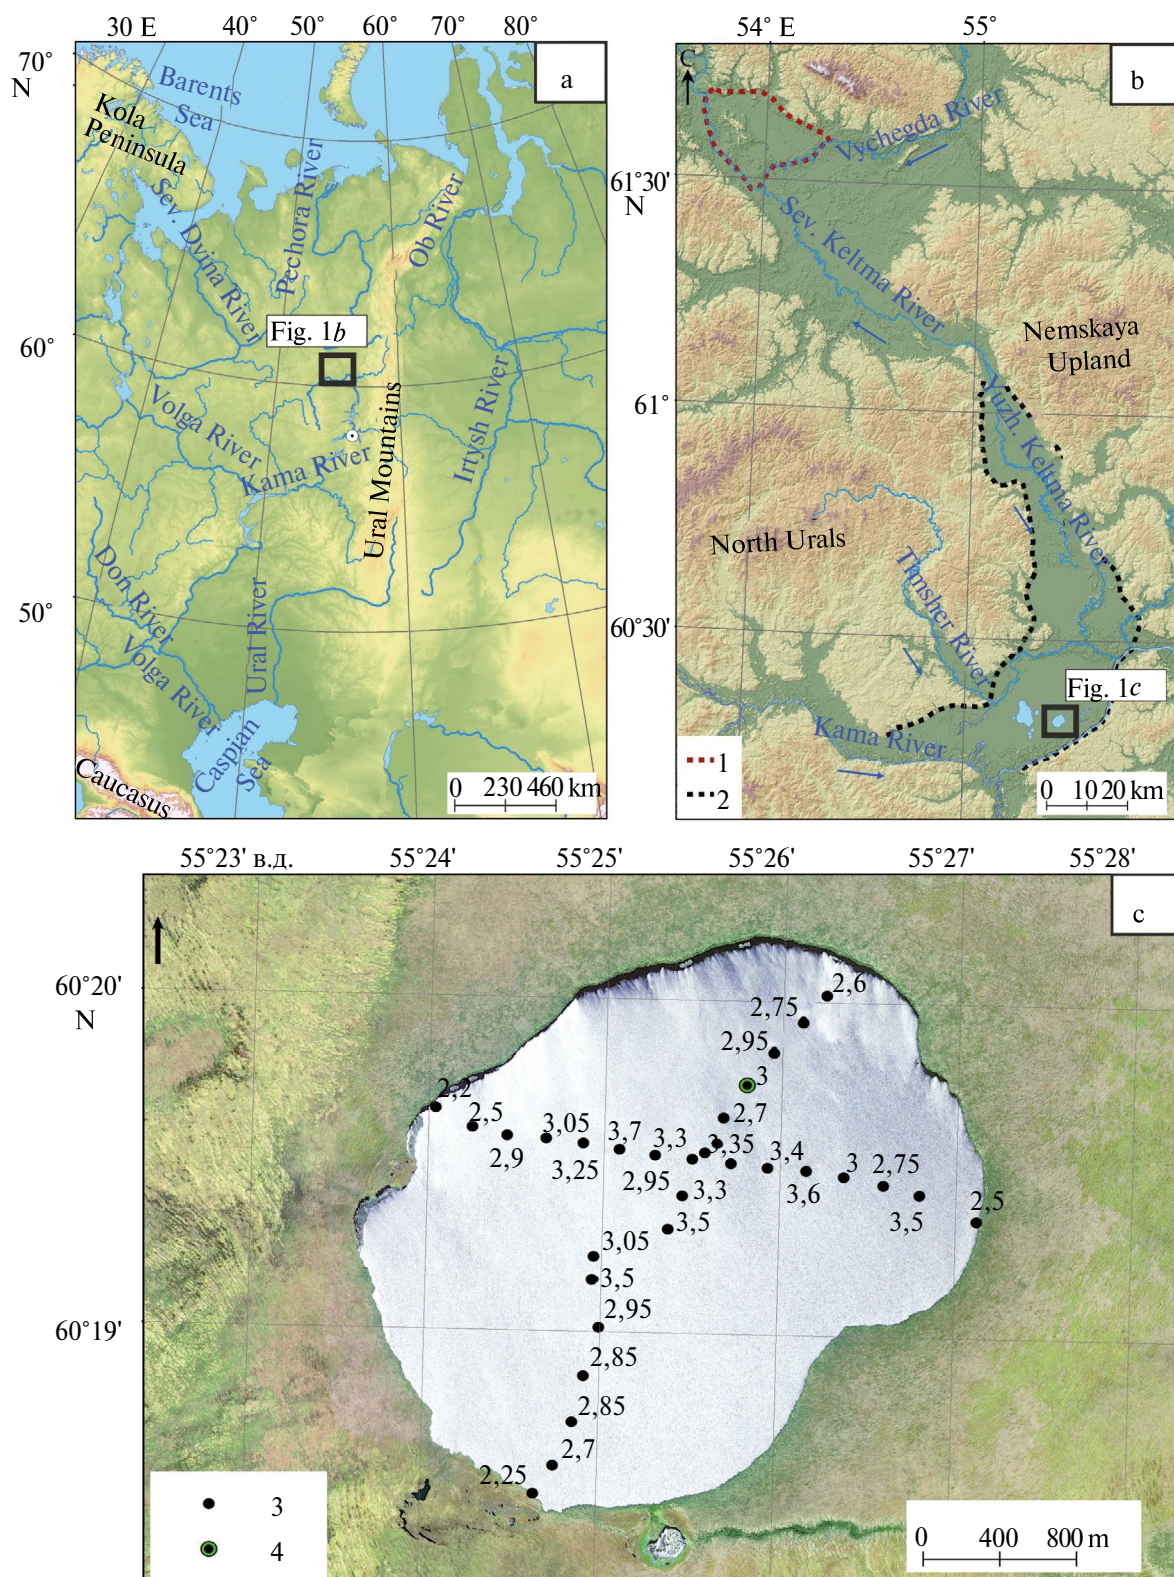 30 E
40°
50°
60°
70°
80°
70°
N
60°
50°
a
Barents
Sea
Kola
Peninsula
Sev. Dvina River
Pechora River
Ob River
Fig. 1b
Volga River
Kama River
Ural Mountains
Irtysh River
Don River
Volga River
Ural River
Caspian
Sea
Caucasus
0 230 460 km
54° E
55°
b
C
61°30'
N
61°
60°30'
Vychegda River
Sev. Keltma River
Nemskaya
Upland
Yuzh. Keltma River
North Urals
Timsher River
Fig. 1c
Kama River
1
2
0 10 20 km
55°23' в.д.
55°24'
55°25'
55°26'
55°27'
55°28'
c
60°20'
N
60°19'
2,6
2,75
2,95
3
2,7
2,2
2,5
2,9
3,05
3,25
3,7
3,3
2,95
3,35
3,4
3,6
3
2,75
3,5
2,5
3,3
3,5
3,05
3,5
2,95
2,85
2,85
2,7
2,25
3
4
0 400 800 m